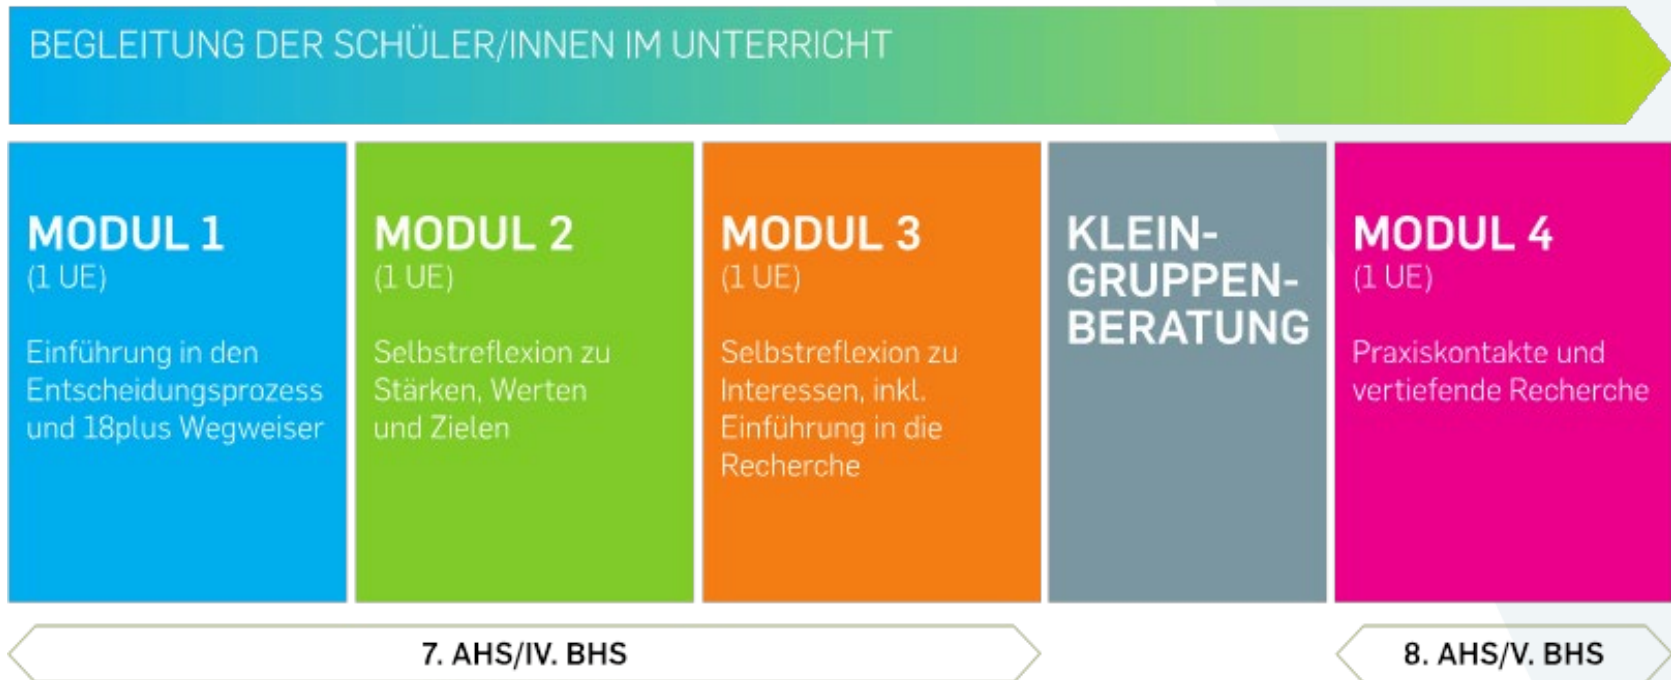 BEGLEITUNG DER SCHÜLER/INNEN IM UNTERRICHT
MODUL 1
(1 UE)
Einführung in den
Entscheidungsprozess
und 18plus Wegweiser
MODUL 2
(1 UE)
Selbstreflexion zu
Stärken, Werten
und Zielen
MODUL 3
(1 UE)
Selbstreflexion zu
Interessen, inkl.
Einführung in die
Recherche
KLEIN-
GRUPPEN-
BERATUNG
MODUL 4
(1 UE)
Praxiskontakte und
vertiefende Recherche
7. AHS/IV. BHS
8. AHS/V. BHS